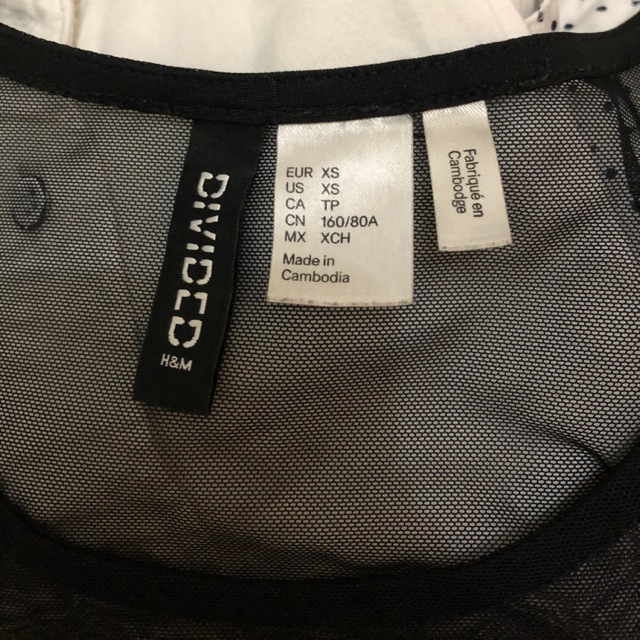 DIVIDED
H&M
EUR XS
US XS
CA TP
CN 160/80A
MX XCH
Made in
Cambodia
Fabriqué en
Cambodge